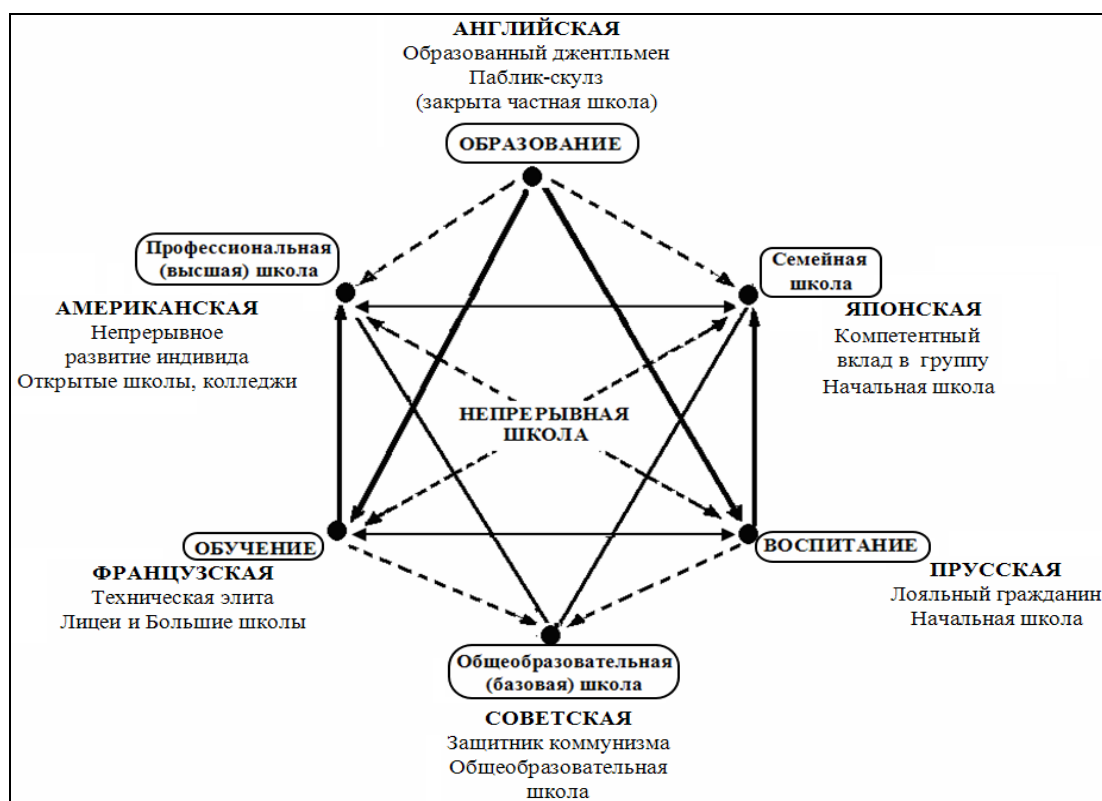 АНГЛИЙСКАЯ
Образованный джентльмен
Паблик-скулз
(закрыта частная школа)
ОБРАЗОВАНИЕ
Профессиональная
(высшая) школа
АМЕРИКАНСКАЯ
Непрерывное
развитие индивида
Открытые школы, колледжи
Семейная
школа
ЯПОНСКАЯ
Компетентный
вклад в группу
Начальная школа
НЕПРЕРЫВНАЯ
ШКОЛА
ОБУЧЕНИЕ
ФРАНЦУЗСКАЯ
Техническая элита
Лицеи и Большие школы
ВОСПИТАНИЕ
ПРУССКАЯ
Лояльный гражданин
Начальная школа
Общеобразовательная
(базовая) школа
СОВЕТСКАЯ
Защитник коммунизма
Общеобразовательная
школа